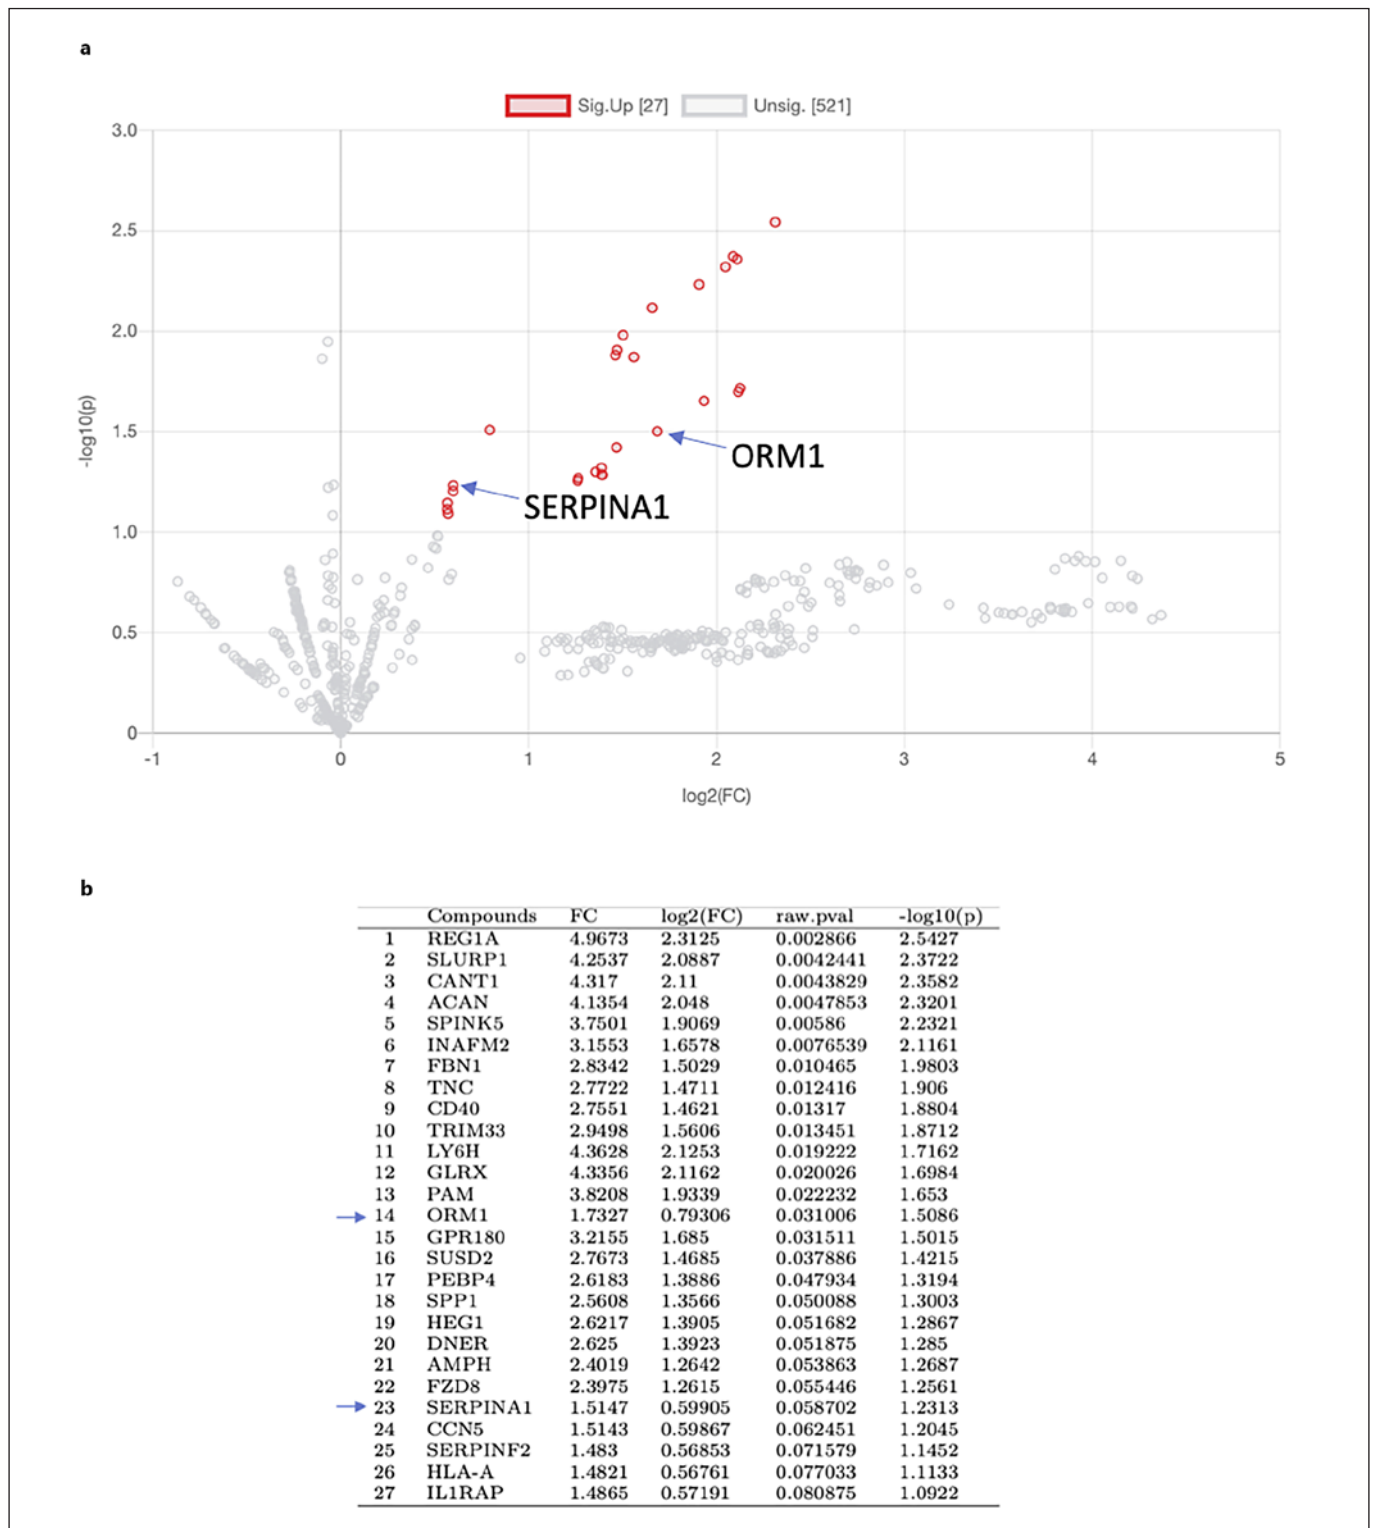 a
Sig.Up [27] Unsig. [521]
3.0
2.5
2.0
1.5
1.0
0.5
0
-log10(p)
ORM1
SERPINA1
-1 0 1 2 3 4 5
log2(FC)
b
Compounds FC log2(FC) raw.pval -log10(p)
1 REG1A 4.9673 2.3125 0.002866 2.5427
2 SLURP1 4.2537 2.0887 0.0042441 2.3722
3 CANT1 4.317 2.11 0.0043829 2.3582
4 ACAN 4.1354 2.048 0.0047853 2.3201
5 SPINK5 3.7501 1.9069 0.00586 2.2321
6 INAFM2 3.1553 1.6578 0.0076539 2.1161
7 FBN1 2.8342 1.5029 0.010465 1.9803
8 TNC 2.7722 1.4711 0.012416 1.906
9 CD40 2.7551 1.4621 0.01317 1.8804
10 TRIM33 2.9498 1.5606 0.013451 1.8712
11 LY6H 4.3628 2.1253 0.019222 1.7162
12 GLRX 4.3356 2.1162 0.020026 1.6984
13 PAM 3.8208 1.9339 0.022232 1.653
14 ORM1 1.7327 0.79306 0.031006 1.5086
15 GPR180 3.2155 1.685 0.031511 1.5015
16 SUSD2 2.7673 1.4685 0.037886 1.4215
17 PEBP4 2.6183 1.3886 0.047934 1.3194
18 SPP1 2.5608 1.3566 0.050088 1.3003
19 HEG1 2.6217 1.3905 0.051682 1.2867
20 DNER 2.625 1.3923 0.051875 1.285
21 AMPH 2.4019 1.2642 0.053863 1.2687
22 FZD8 2.3975 1.2615 0.055446 1.2561
23 SERPINA1 1.5147 0.59905 0.058702 1.2313
24 CCN5 1.5143 0.59867 0.062451 1.2045
25 SERPINF2 1.483 0.56853 0.071579 1.1452
26 HLA-A 1.4821 0.56761 0.077033 1.1133
27 IL1RAP 1.4865 0.57191 0.080875 1.0922